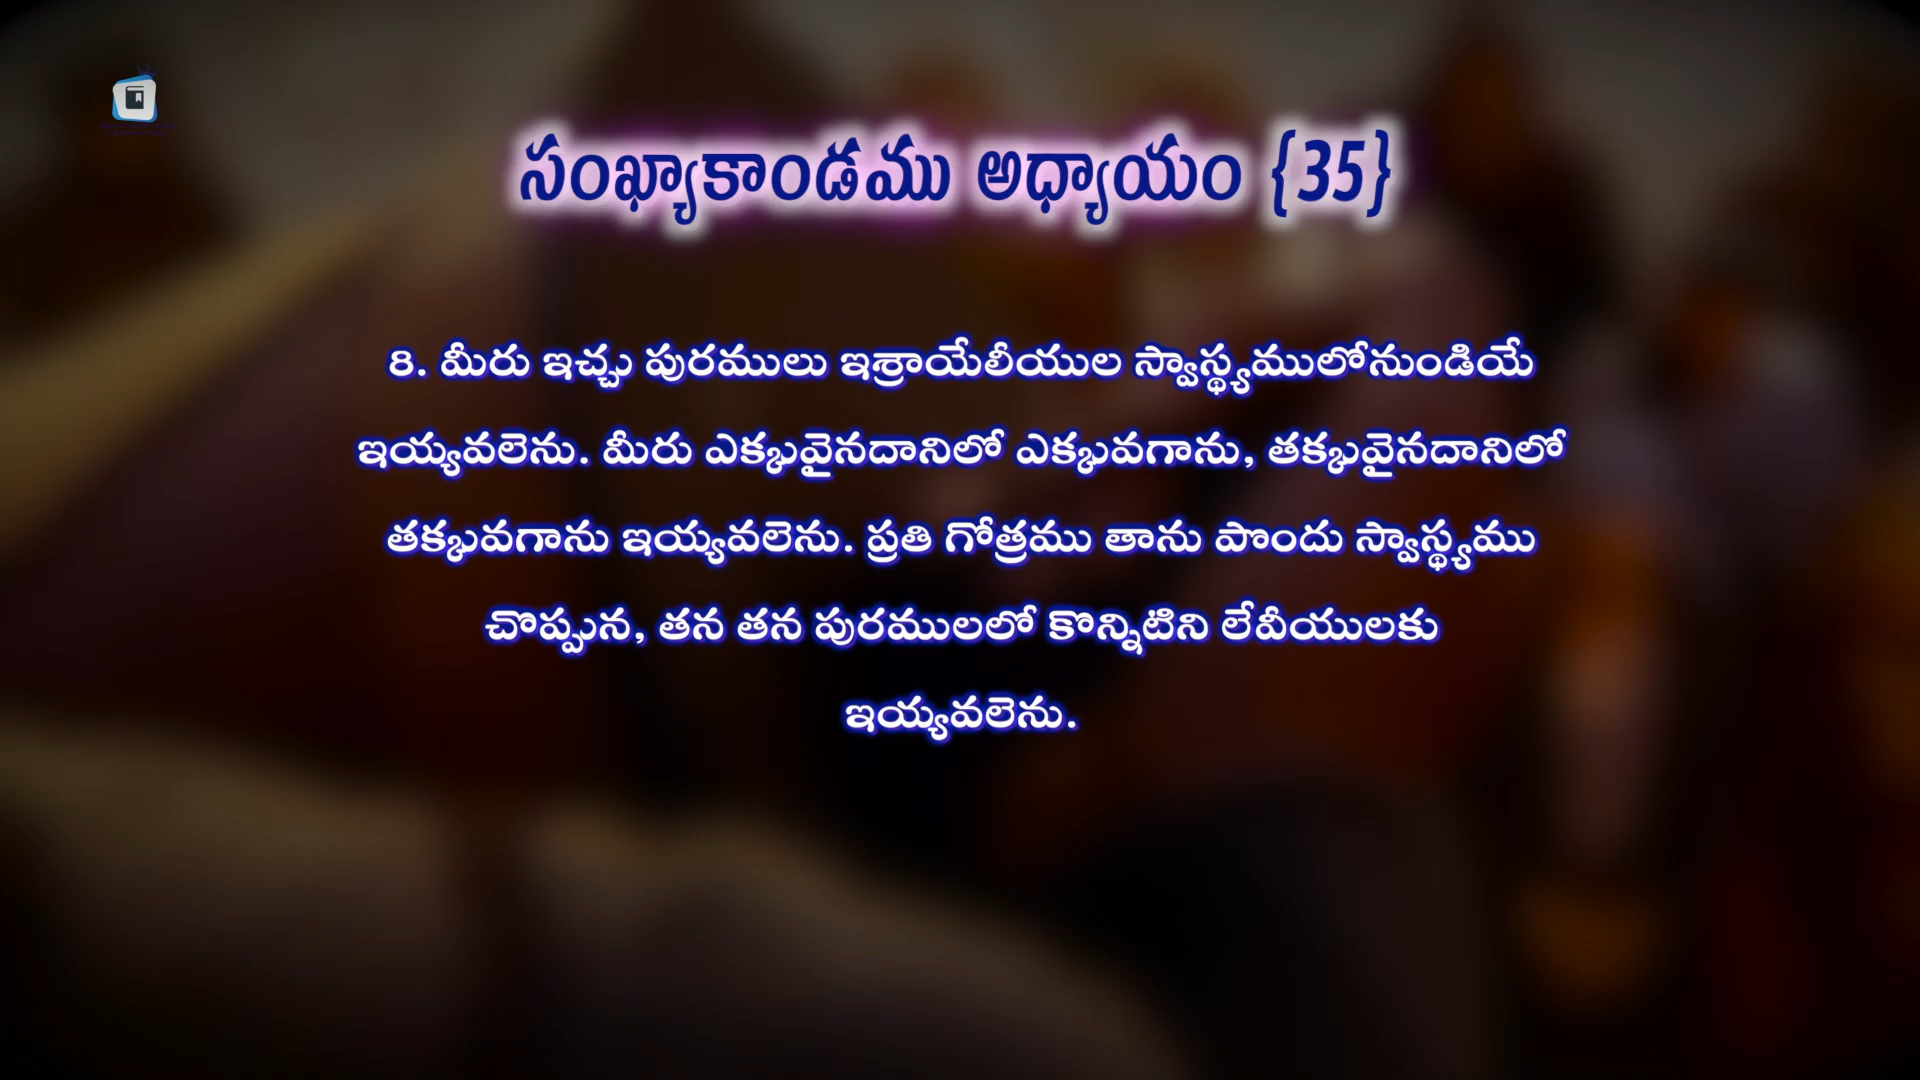 సంఖ్యాకాండము అధ్యాయం {35}
8. మీరు ఇచ్చు పురములు ఇశ్రాయేలీయుల స్వాస్థ్యములోనుండియే
ఇయ్యవలెను. మీరు ఎక్కువైనదానిలో ఎక్కువగాను, తక్కువైనదానిలో
తక్కువగాను ఇయ్యవలెను. ప్రతి గోత్రము తాను పొందు స్వాస్థ్యము
చొప్పున, తన తన పురములలో కొన్నిటిని లేవీయులకు
ఇయ్యవలెను.